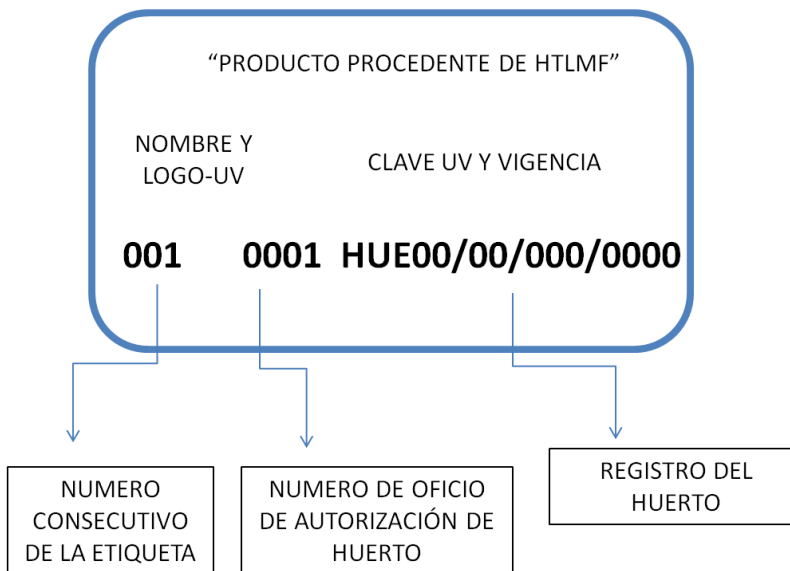 “PRODUCTO PROCEDENTE DE HTLMF”
NOMBRE Y
LOGO-UV
CLAVE UV Y VIGENCIA
001 0001 HUE00/00/000/0000
NUMERO
CONSECUTIVO
DE LA ETIQUETA
NUMERO DE OFICIO
DE AUTORIZACIÓN DE
HUERTO
REGISTRO DEL
HUERTO